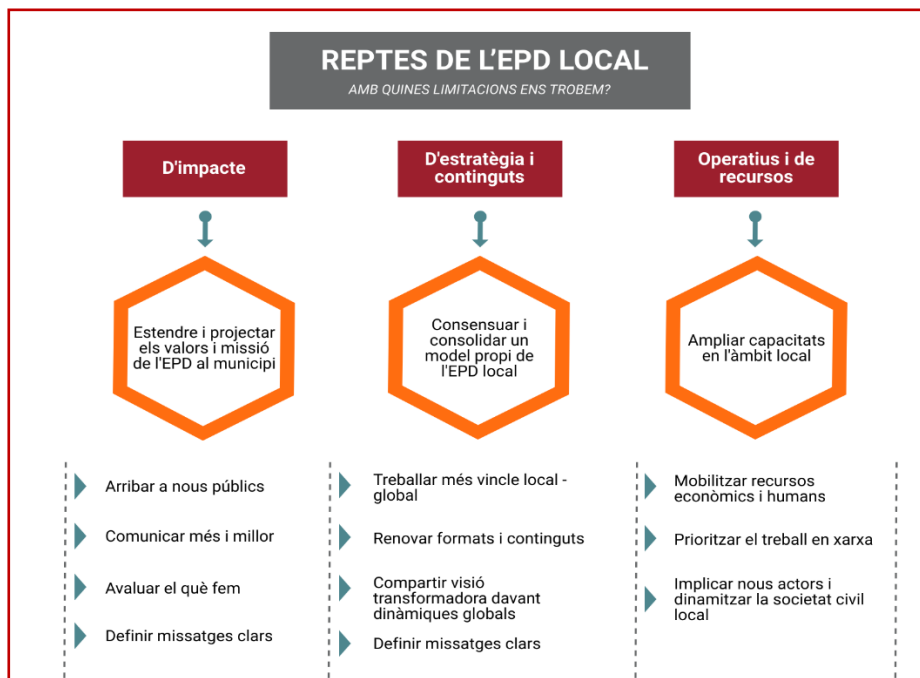 REPTES DE L'EPD LOCAL
AMB QUINES LIMITACIONS ENS TROBEM?
D'impacte
Estendre i projectar
els valors i missió
de l'EPD al municipi
Arribar a nous públics
Comunicar més i millor
Avaluar el què fem
Definir missatges clars
D'estratègia i
continguts
Consensuar i
consolidar un
model propi de
l'EPD local
Treballar més vincle local -
global
Renovar formats i continguts
Compartir visió
transformadora davant
dinàmiques globals
Definir missatges clars
Operatius i de
recursos
Ampliar capacitats
en l'àmbit local
Mobilitzar recursos
econòmics i humans
Prioritzar el treball en xarxa
Implicar nous actors i
dinamitzar la societat civil
local